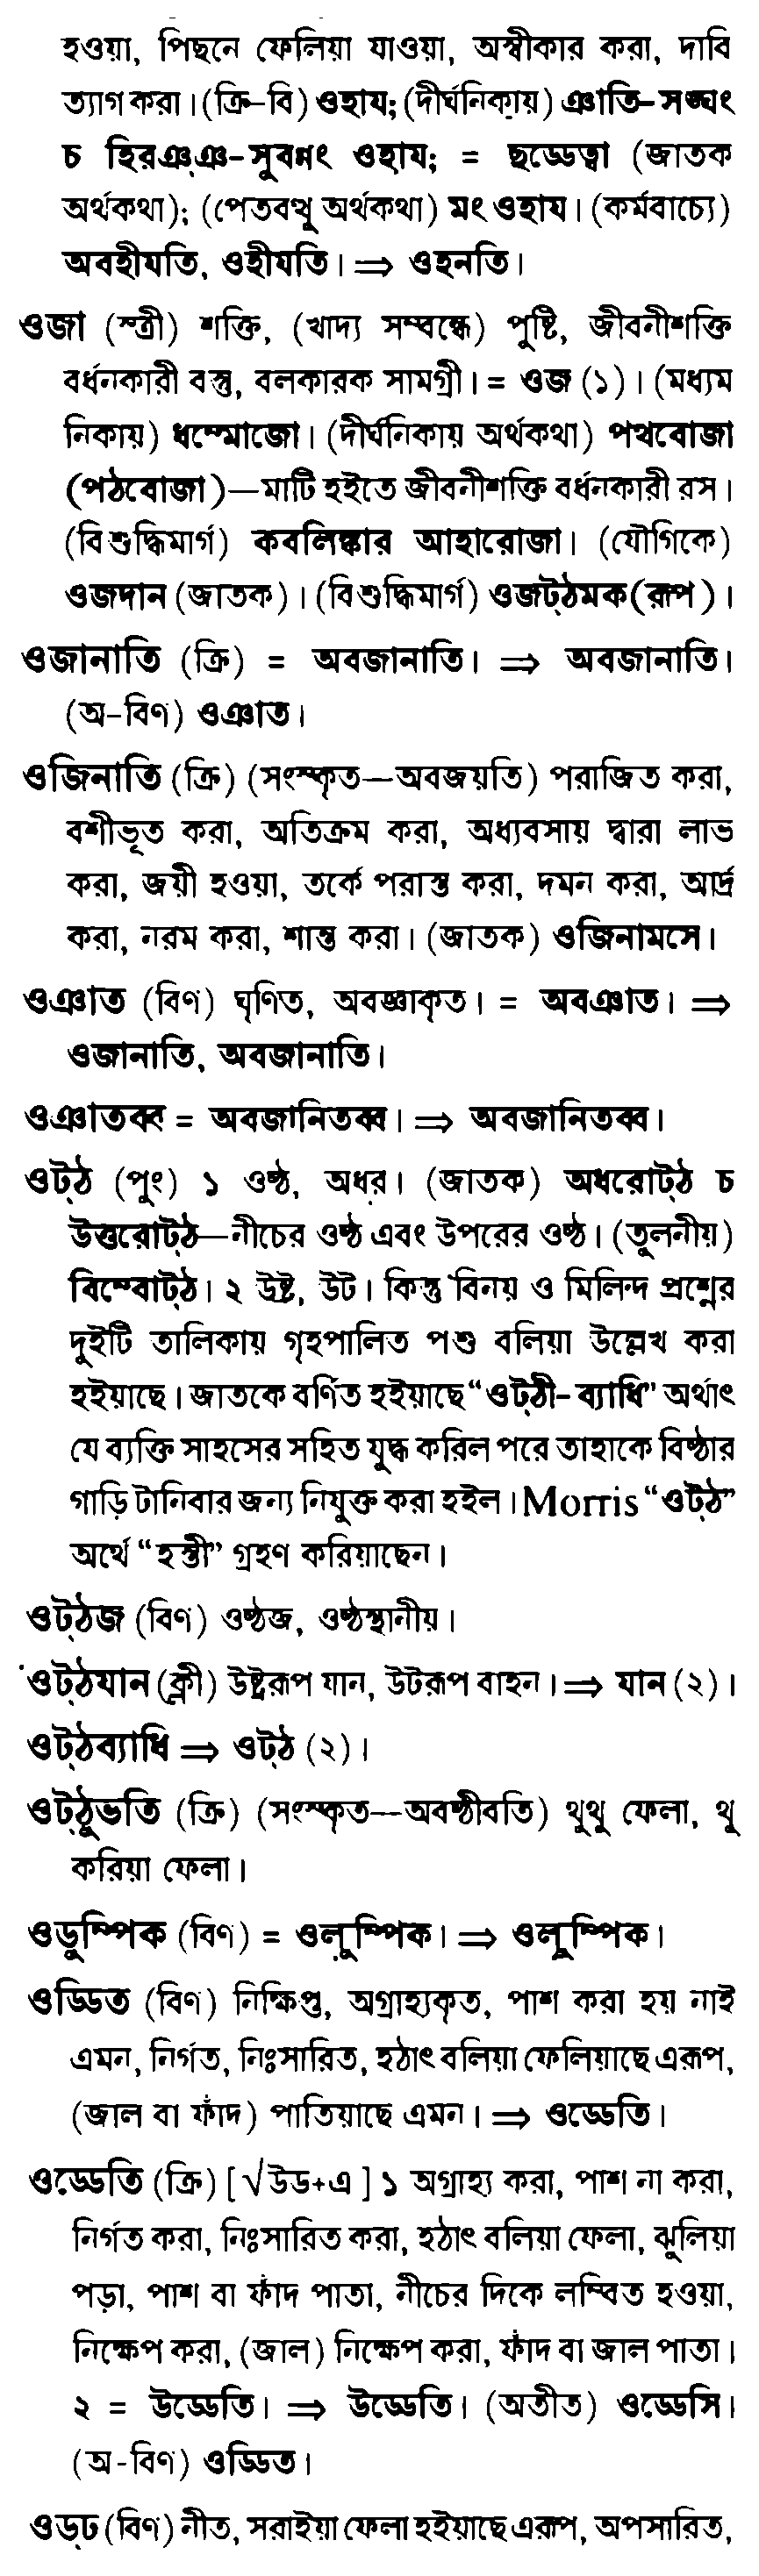 হওয়া, পিছনে ফেলিয়া যাওয়া, অস্বীকার করা, দাবি
ত্যাগ করা। (ক্রি-বি) ওহায; (দীর্ঘনিকায়) ঞাতি-সঙ্ঘং
চ হিরঞ্ঞ-সুবন্নং ওহায; = ছড্ডেত্বা (জাতক
অর্থকথা); (পেতবত্থু অর্থকথা) মং ওহায। (কর্মবাচ্যে)
অবহীযতি, ওহীযতি। ⇒ ওহনতি।
ওজা (স্ত্রী) শক্তি, (খাদ্য সম্বন্ধে) পুষ্টি, জীবনীশক্তি
বর্ধনকারী বস্তু, বলকারক সামগ্রী। = ওজ (১)। (মধ্যম
নিকায়) ধম্মোজো। (দীর্ঘনিকায় অর্থকথা) পথবোজা
(পঠবোজা)—মাটি হইতে জীবনীশক্তি বর্ধনকারী রস।
(বিশুদ্ধিমার্গ) কবলিঙ্কার আহারোজা। (যৌগিকে)
ওজদান (জাতক)। (বিশুদ্ধিমার্গ) ওজট্ঠমক(রূপ)।
ওজানাতি (ক্রি) = অবজানাতি। ⇒ অবজানাতি।
(অ-বিণ) ওঞাত।
ওজিনাতি (ক্রি) (সংস্কৃত—অবজয়তি) পরাজিত করা,
বশীভূত করা, অতিক্রম করা, অধ্যবসায় দ্বারা লাভ
করা, জয়ী হওয়া, তর্কে পরাস্ত করা, দমন করা, আর্দ্র
করা, নরম করা, শান্ত করা। (জাতক) ওজিনামসে।
ওঞাত (বিণ) ঘৃণিত, অবজ্ঞাকৃত। = অবঞাত। ⇒
ওজানাতি, অবজানাতি।
ওঞাতব্ব = অবজানিতব্ব। ⇒ অবজানিতব্ব।
ওট্ঠ (পুং) ১ ওষ্ঠ, অধর। (জাতক) অধরোট্ঠ চ
উত্তরোট্ঠ—নীচের ওষ্ঠ এবং উপরের ওষ্ঠ। (তুলনীয়)
বিম্বোট্ঠ। ২ উষ্ট্র, উট। কিন্তু বিনয় ও মিলিন্দ প্রশ্নের
দুইটি তালিকায় গৃহপালিত পশু বলিয়া উল্লেখ করা
হইয়াছে। জাতকে বর্ণিত হইয়াছে “ওট্ঠী-ব্যাধি” অর্থাৎ
যে ব্যক্তি সাহসের সহিত যুদ্ধ করিল পরে তাহাকে বিষ্ঠার
গাড়ি টানিবার জন্য নিযুক্ত করা হইল। Morris “ওট্ঠ”
অর্থে “হস্তী” গ্রহণ করিয়াছেন।
ওট্ঠজ (বিণ) ওষ্ঠজ, ওষ্ঠস্থানীয়।
ওট্ঠযান (ক্লী) উষ্ট্ররূপ যান, উটরূপ বাহন। ⇒ যান (২)।
ওট্ঠব্যাধি ⇒ ওট্ঠ (২)।
ওট্ঠুভতি (ক্রি) (সংস্কৃত—অবষ্ঠীবতি) থুথু ফেলা, থু
করিয়া ফেলা।
ওড়ুম্পিক (বিণ) = ওলুম্পিক। ⇒ ওলুম্পিক।
ওড্ডিত (বিণ) নিক্ষিপ্ত, অগ্রাহ্যকৃত, পাশ করা হয় নাই
এমন, নির্গত, নিঃসারিত, হঠাৎ বলিয়া ফেলিয়াছে এরূপ,
(জাল বা ফাঁদ) পাতিয়াছে এমন। ⇒ ওড্ডেতি।
ওড্ডেতি (ক্রি) [√উড+এ] ১ অগ্রাহ্য করা, পাশ না করা,
নির্গত করা, নিঃসারিত করা, হঠাৎ বলিয়া ফেলা, ঝুলিয়া
পড়া, পাশ বা ফাঁদ পাতা, নীচের দিকে লম্বিত হওয়া,
নিক্ষেপ করা, (জাল) নিক্ষেপ করা, ফাঁদ বা জাল পাতা।
২ = উড্ডেতি। ⇒ উড্ডেতি। (অতীত) ওড্ডেসি।
(অ-বিণ) ওড্ডিত।
ওড্ঢ (বিণ) নীত, সরাইয়া ফেলা হইয়াছে এরূপ, অপসারিত,